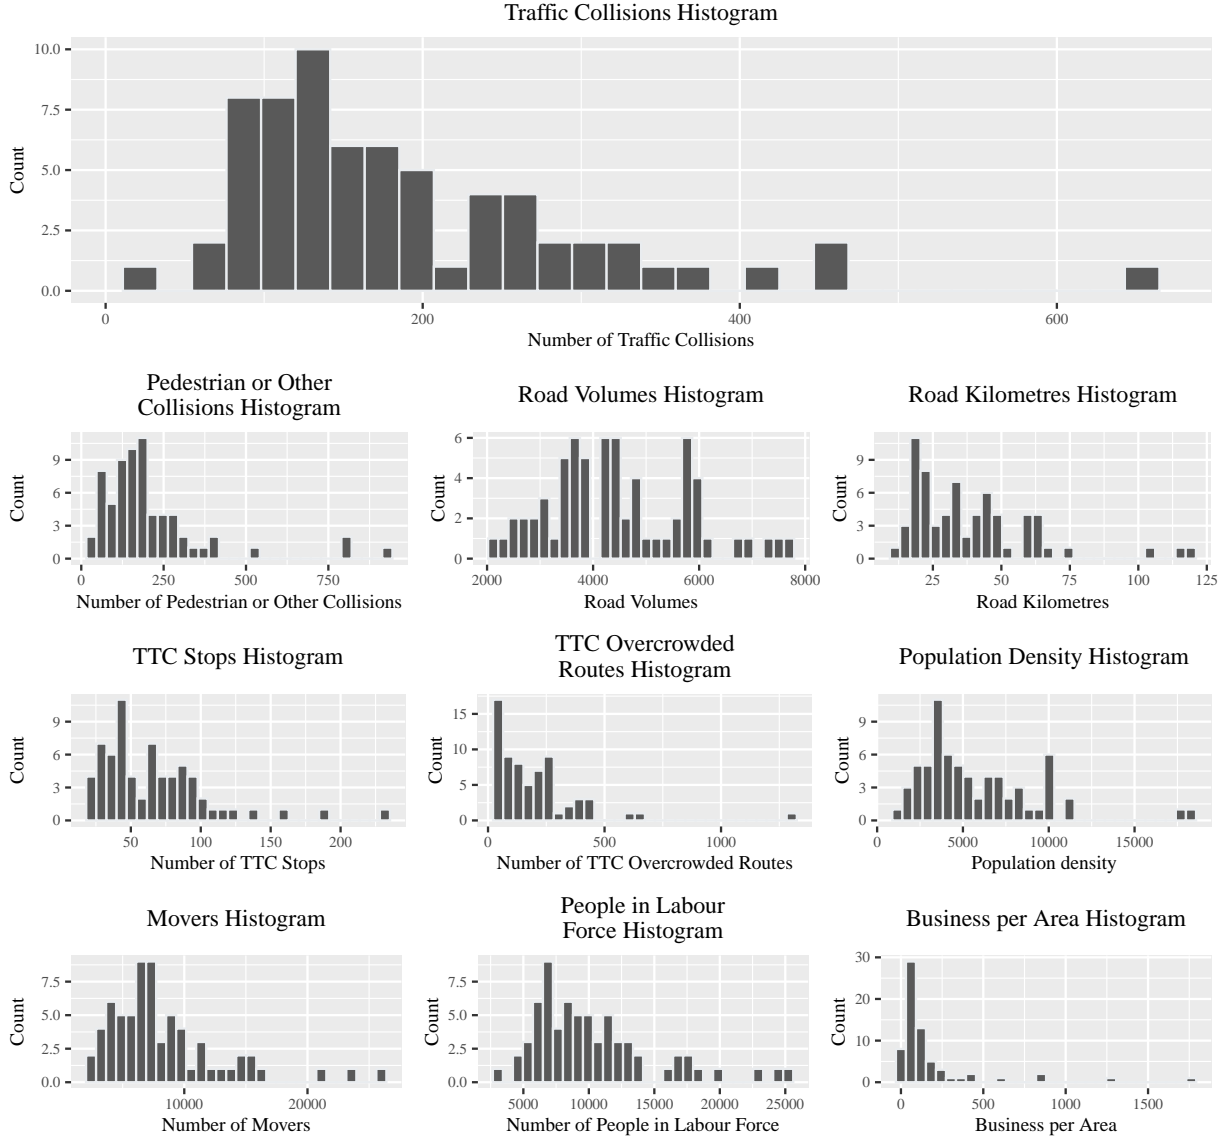 Traffic Collisions Histogram
10.0
7.5
5.0
2.5
0.0
Count
0 200 400 600
Number of Traffic Collisions
Pedestrian or Other
Collisions Histogram
9
6
3
0
Count
0 250 500 750
Number of Pedestrian or Other Collisions
Road Volumes Histogram
6
4
2
0
Count
2000 4000 6000 8000
Road Volumes
Road Kilometres Histogram
9
6
3
0
Count
25 50 75 100 125
Road Kilometres
TTC Stops Histogram
9
6
3
0
Count
50 100 150 200
Number of TTC Stops
TTC Overcrowded
Routes Histogram
15
10
5
0
Count
0 500 1000
Number of TTC Overcrowded Routes
Population Density Histogram
9
6
3
0
Count
0 5000 10000 15000
Population density
Movers Histogram
7.5
5.0
2.5
0.0
Count
10000 20000
Number of Movers
People in Labour
Force Histogram
7.5
5.0
2.5
0.0
Count
5000 10000 15000 20000 25000
Number of People in Labour Force
Business per Area Histogram
30
20
10
0
Count
0 500 1000 1500
Business per Area